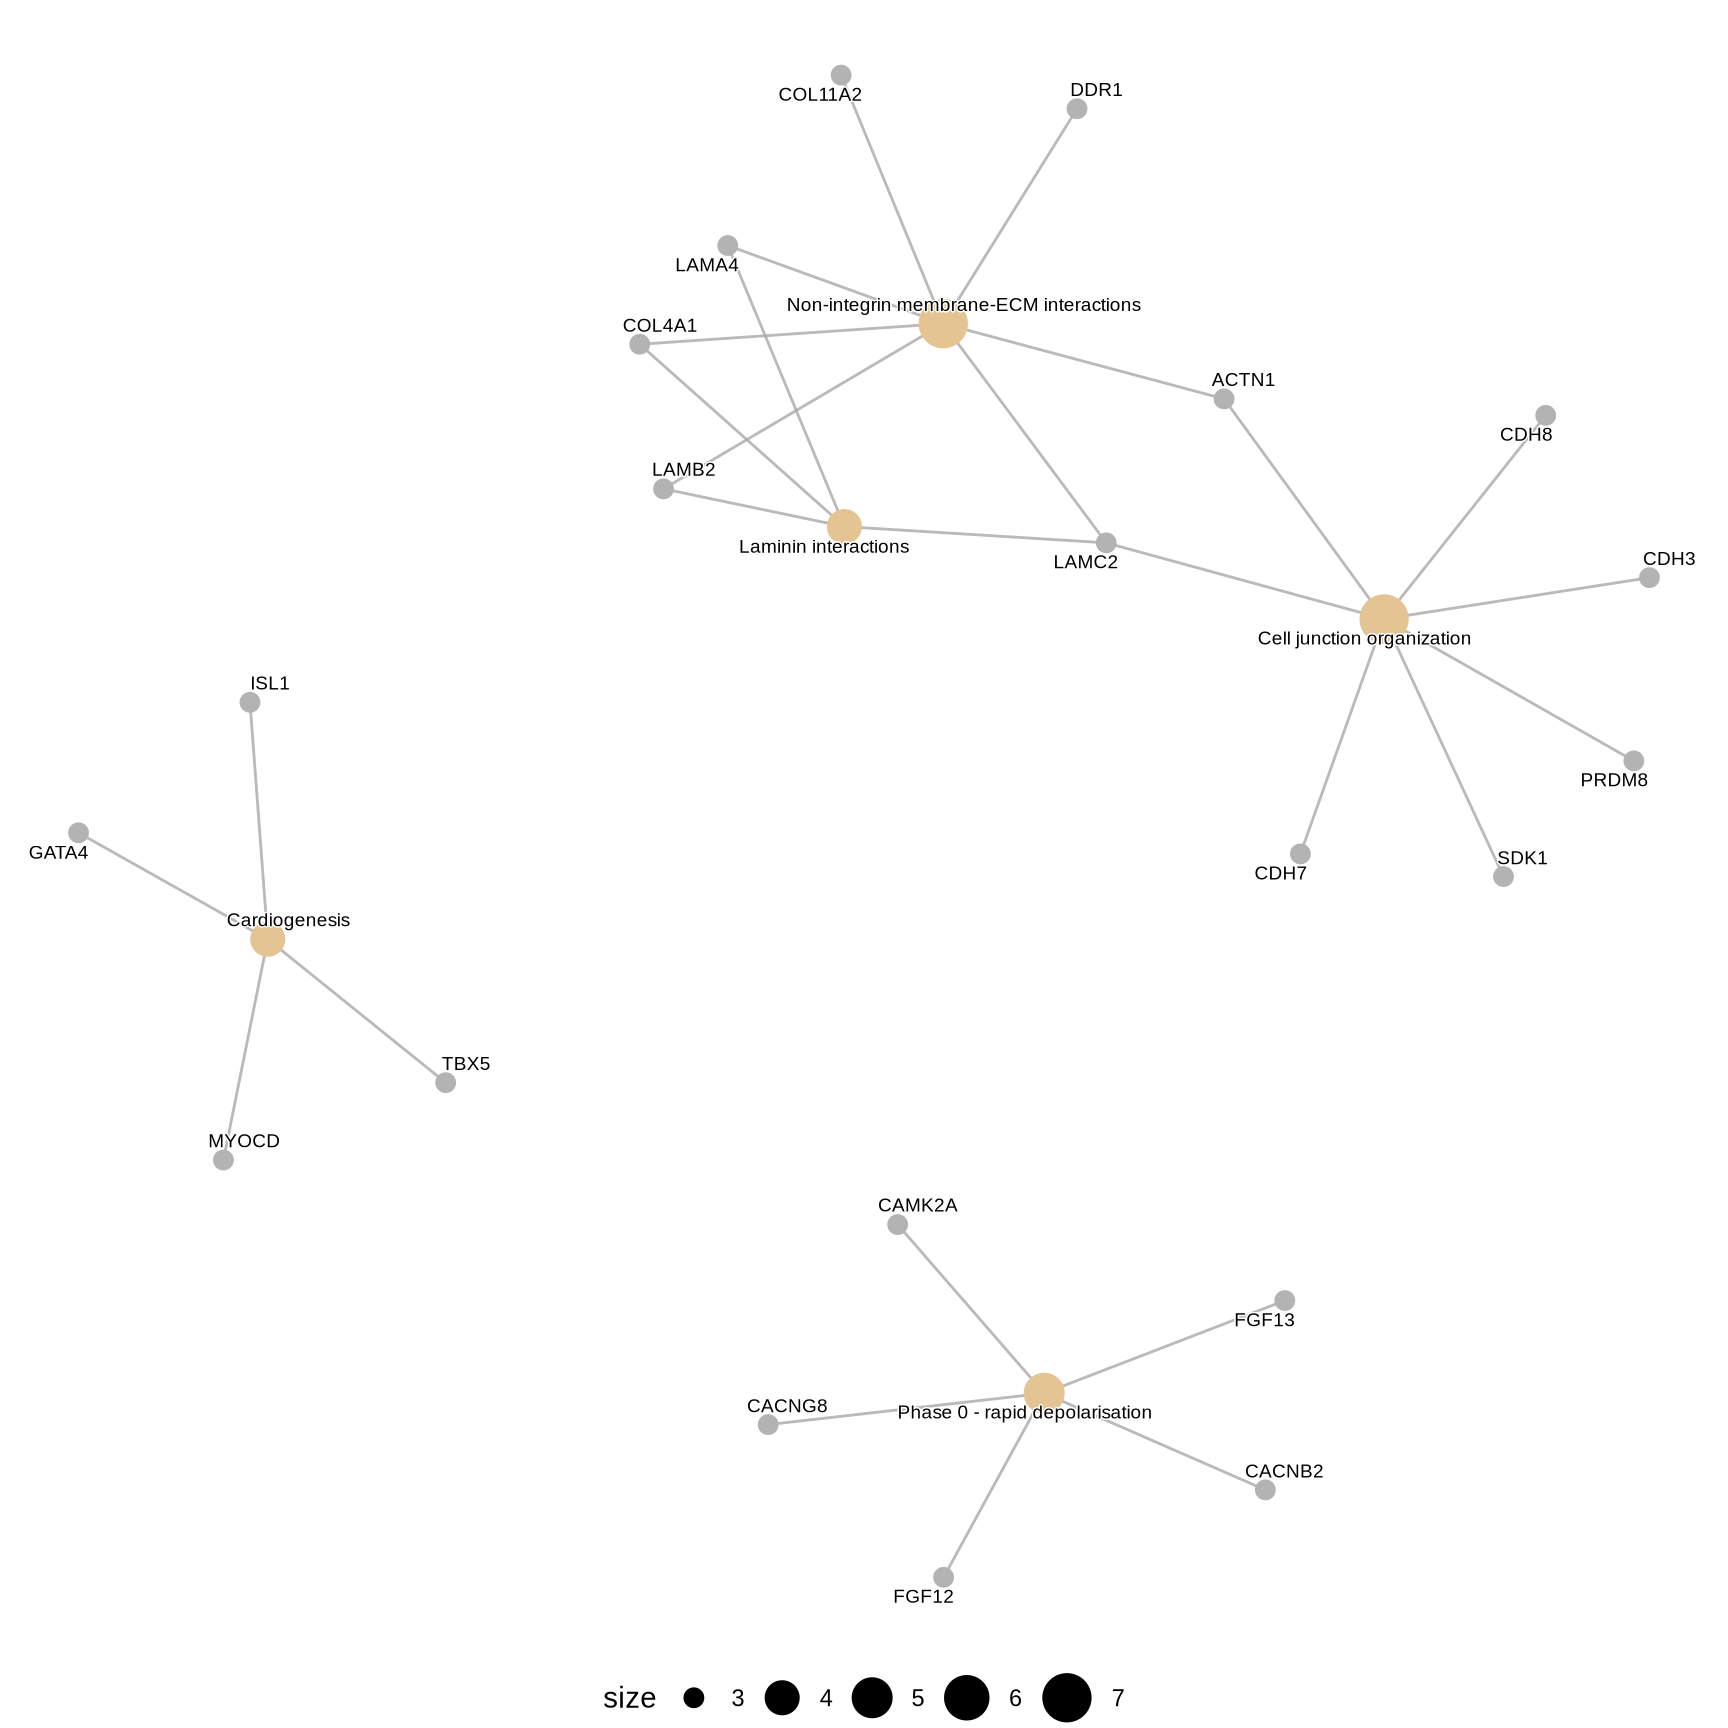 COL11A2
DDR1
LAMA4
Non-integrin membrane-ECM interactions
COL4A1
ACTN1
CDH8
LAMB2
Laminin interactions
LAMC2
CDH3
Cell junction organization
ISL1
PRDM8
GATA4
CDH7
SDK1
Cardiogenesis
TBX5
MYOCD
CAMK2A
FGF13
CACNG8
Phase 0 - rapid depolarisation
CACNB2
FGF12
size 3 4 5 6 7